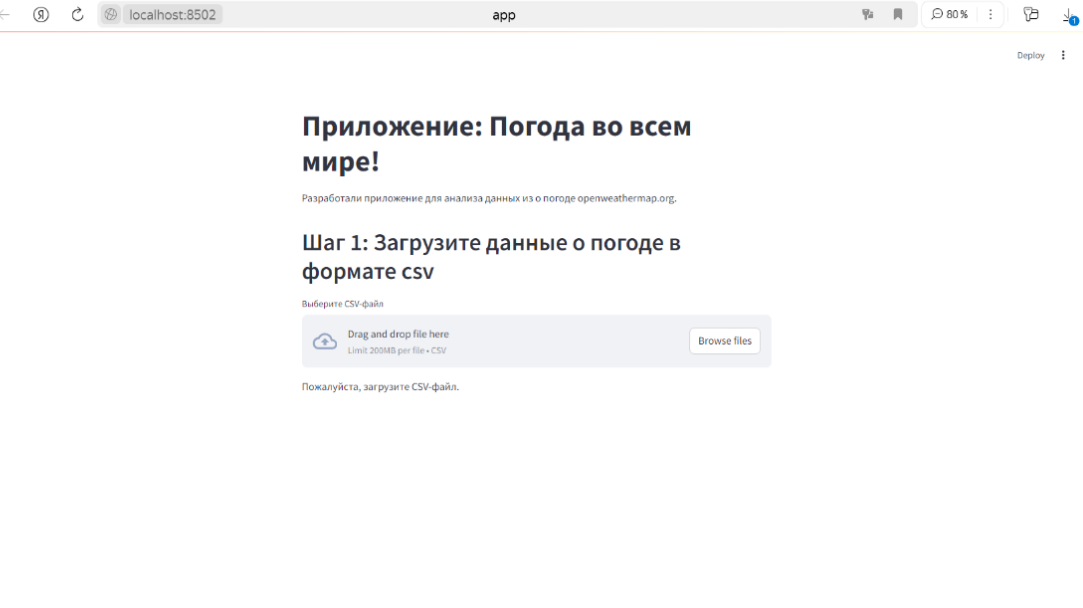 Я
localhost:8502
app
80 %
1
Deploy
Приложение: Погода во всем
мире!
Разработали приложение для анализа данных из о погоде openweathermap.org.
Шаг 1: Загрузите данные о погоде в
формате csv
Выберите CSV-файл
Drag and drop file here
Limit 200MB per file • CSV
Browse files
Пожалуйста, загрузите CSV-файл.